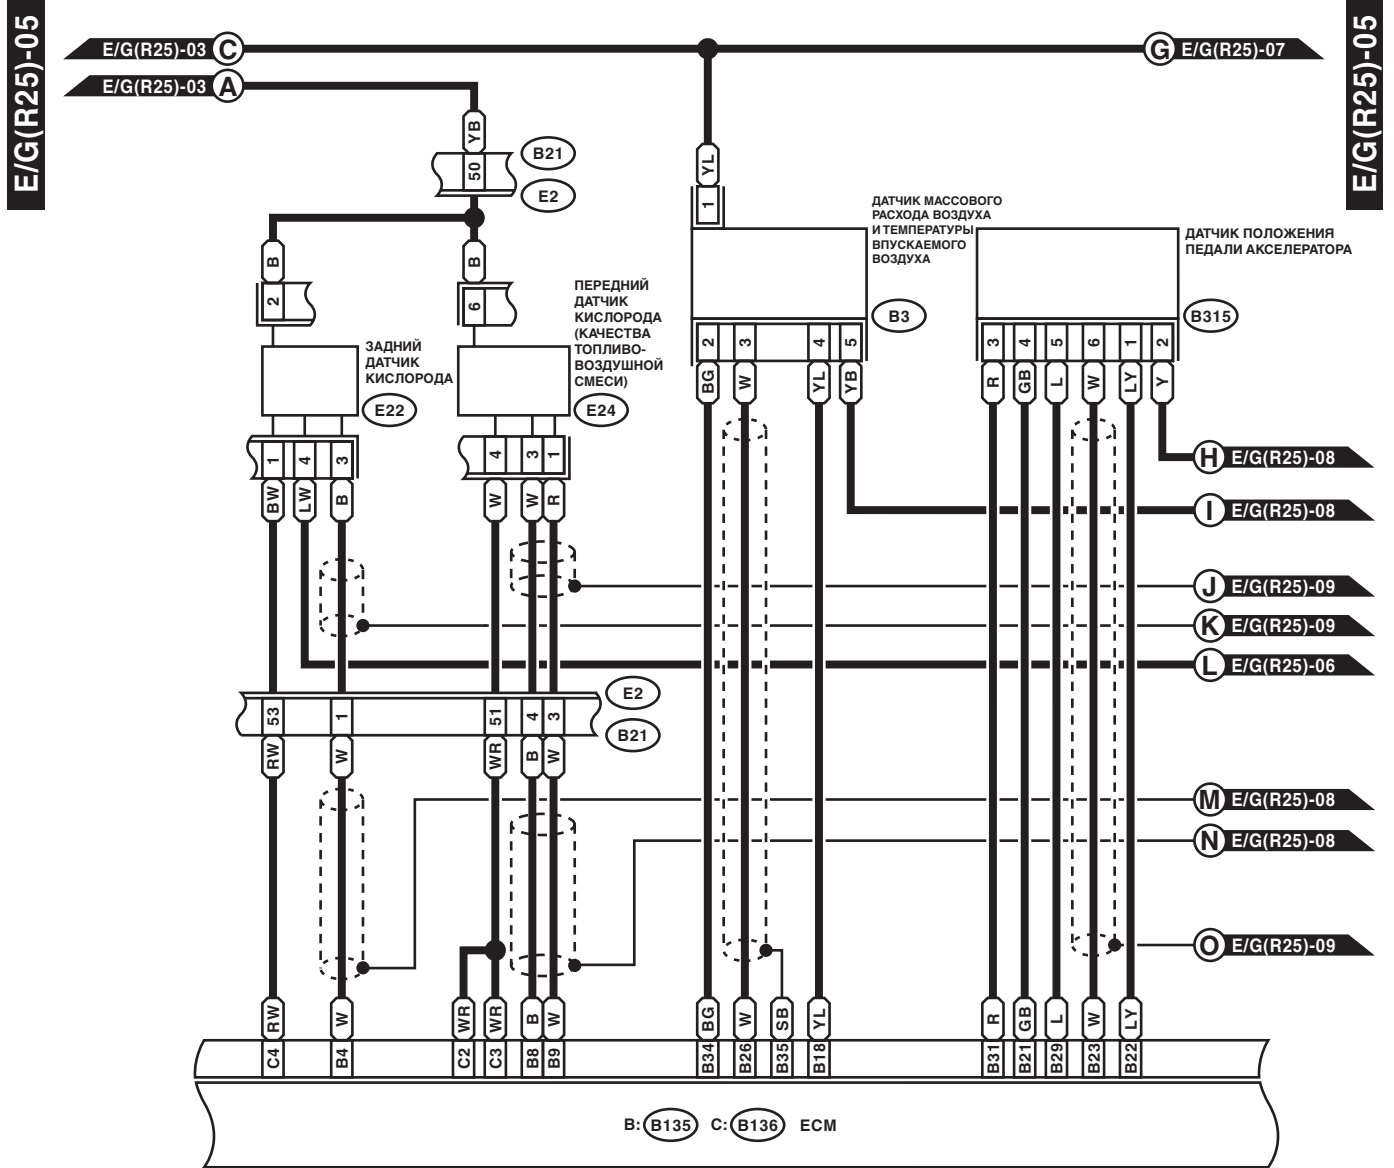 E/G(R25)-05
E/G(R25)-05
E/G(R25)-03 C
G E/G(R25)-07
E/G(R25)-03 A
YB
50
B21
E2
YL
1
ДАТЧИК МАССОВОГО
РАСХОДА ВОЗДУХА
И ТЕМПЕРАТУРЫ
ВПУСКАЕМОГО
ВОЗДУХА
ДАТЧИК ПОЛОЖЕНИЯ
ПЕДАЛИ АКСЕЛЕРАТОРА
B B
2 6
ПЕРЕДНИЙ
ДАТЧИК
КИСЛОРОДА
(КАЧЕСТВА
ТОПЛИВО-
ВОЗДУШНОЙ
СМЕСИ)
B3
B315
ЗАДНИЙ
ДАТЧИК
КИСЛОРОДА
2 3 4 5 3 4 5 6 1 2
BG W YL YB R GB L W LY Y
E22
E24
1 4 3 4 3 1
BW LW B W W R
H E/G(R25)-08
I E/G(R25)-08
J E/G(R25)-09
K E/G(R25)-09
L E/G(R25)-06
E2
53 1 51 4 3
B21
RW W WR B W
M E/G(R25)-08
N E/G(R25)-08
O E/G(R25)-09
RW W WR WR B W BG W SB YL R GB L W LY
C4 B4 C2 C3 B8 B9 B34 B26 B35 B18 B31 B21 B29 B23 B22
B: B135 C: B136 ECM